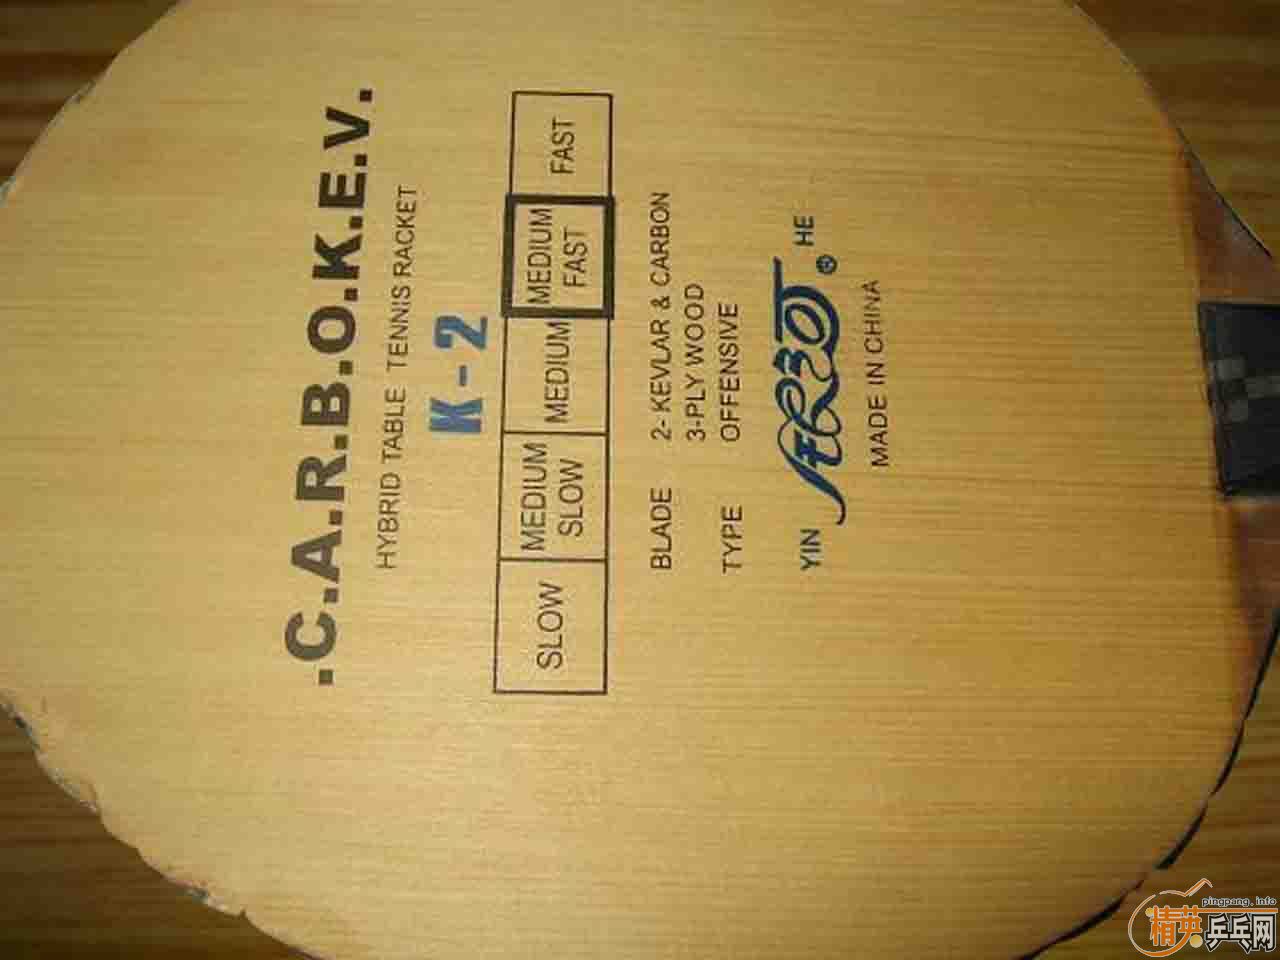 .C.A.R.B.O.K.E.V.
HYBRID TABLE TENNIS RACKET
K-2
SLOW
MEDIUM
SLOW
MEDIUM
MEDIUM
FAST
FAST
BLADE 2- KEVLAR & CARBON
3-PLY WOOD
TYPE OFFENSIVE
YIN HE
®
MADE IN CHINA
pingpang.info
精英乒乓网